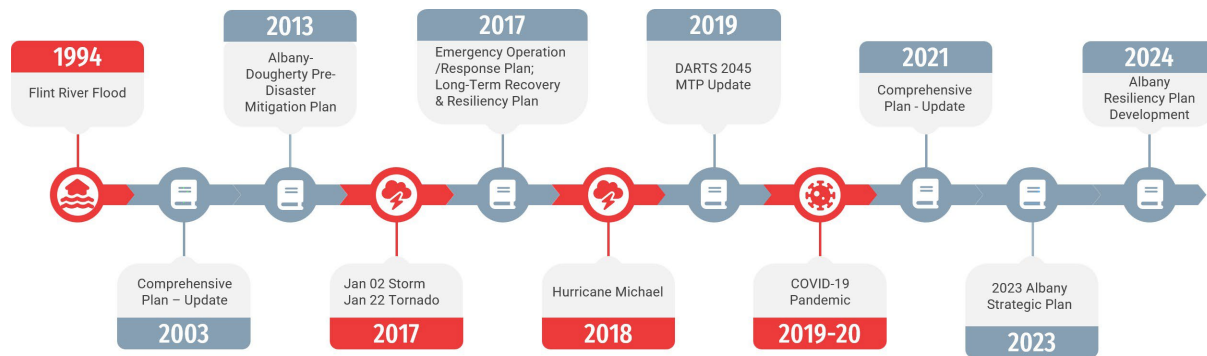 1994
Flint River Flood
Comprehensive
Plan – Update
2003
2013
Albany-
Dougherty Pre-
Disaster
Mitigation Plan
Jan 02 Storm
Jan 22 Tornado
2017
2017
Emergency Operation
/Response Plan;
Long-Term Recovery
& Resiliency Plan
Hurricane Michael
2018
2019
DARTS 2045
MTP Update
COVID-19
Pandemic
2019-20
2021
Comprehensive
Plan - Update
2023 Albany
Strategic Plan
2023
2024
Albany
Resiliency Plan
Development